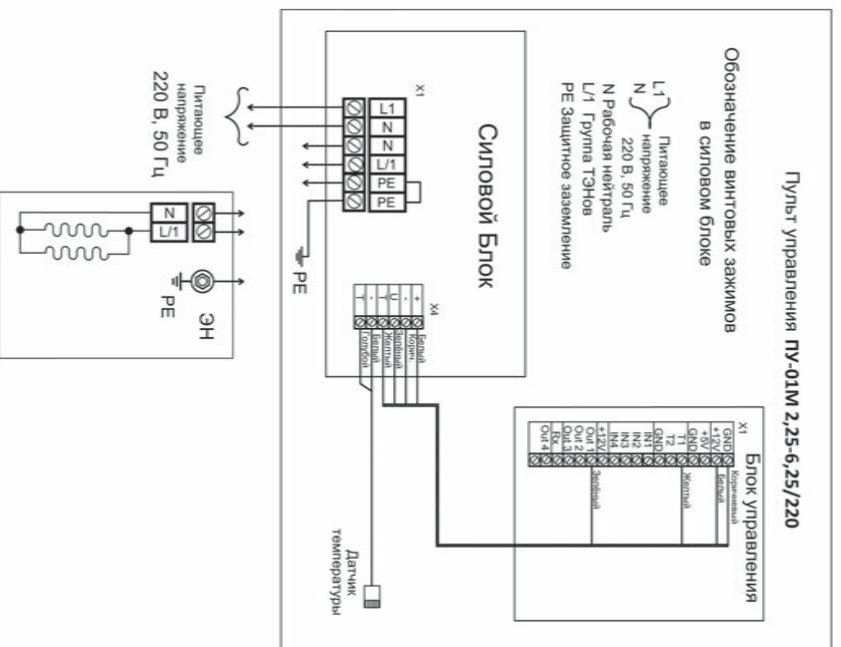 Пульт управления ПУ-01М 2,25-6,25/220
Обозначение винтовых зажимов
в силовом блоке
L1
N
Питающее
напряжение
220 В, 50 Гц
N Рабочая нейтраль
L/1 Группа ТЭНов
PE Защитное заземление
Силовой Блок
X1
L1
N
N
L/1
PE
PE
PE
Питающее
напряжение
220 В, 50 Гц
N
L/1
PE
ЭН
X4
+
-
U
T
-
T
Белый
Корич.
Зелёный
Желтый
Белый
Голубой
Блок управления
X1
GND
+12V
+5V
GND
T1
T2
GND
IN1
IN2
IN3
IN4
+12V
Out 1
Out 2
Out 3
Rx
Out 4
Коричневый
Белый
Желтый
Зелёный
Датчик
температуры